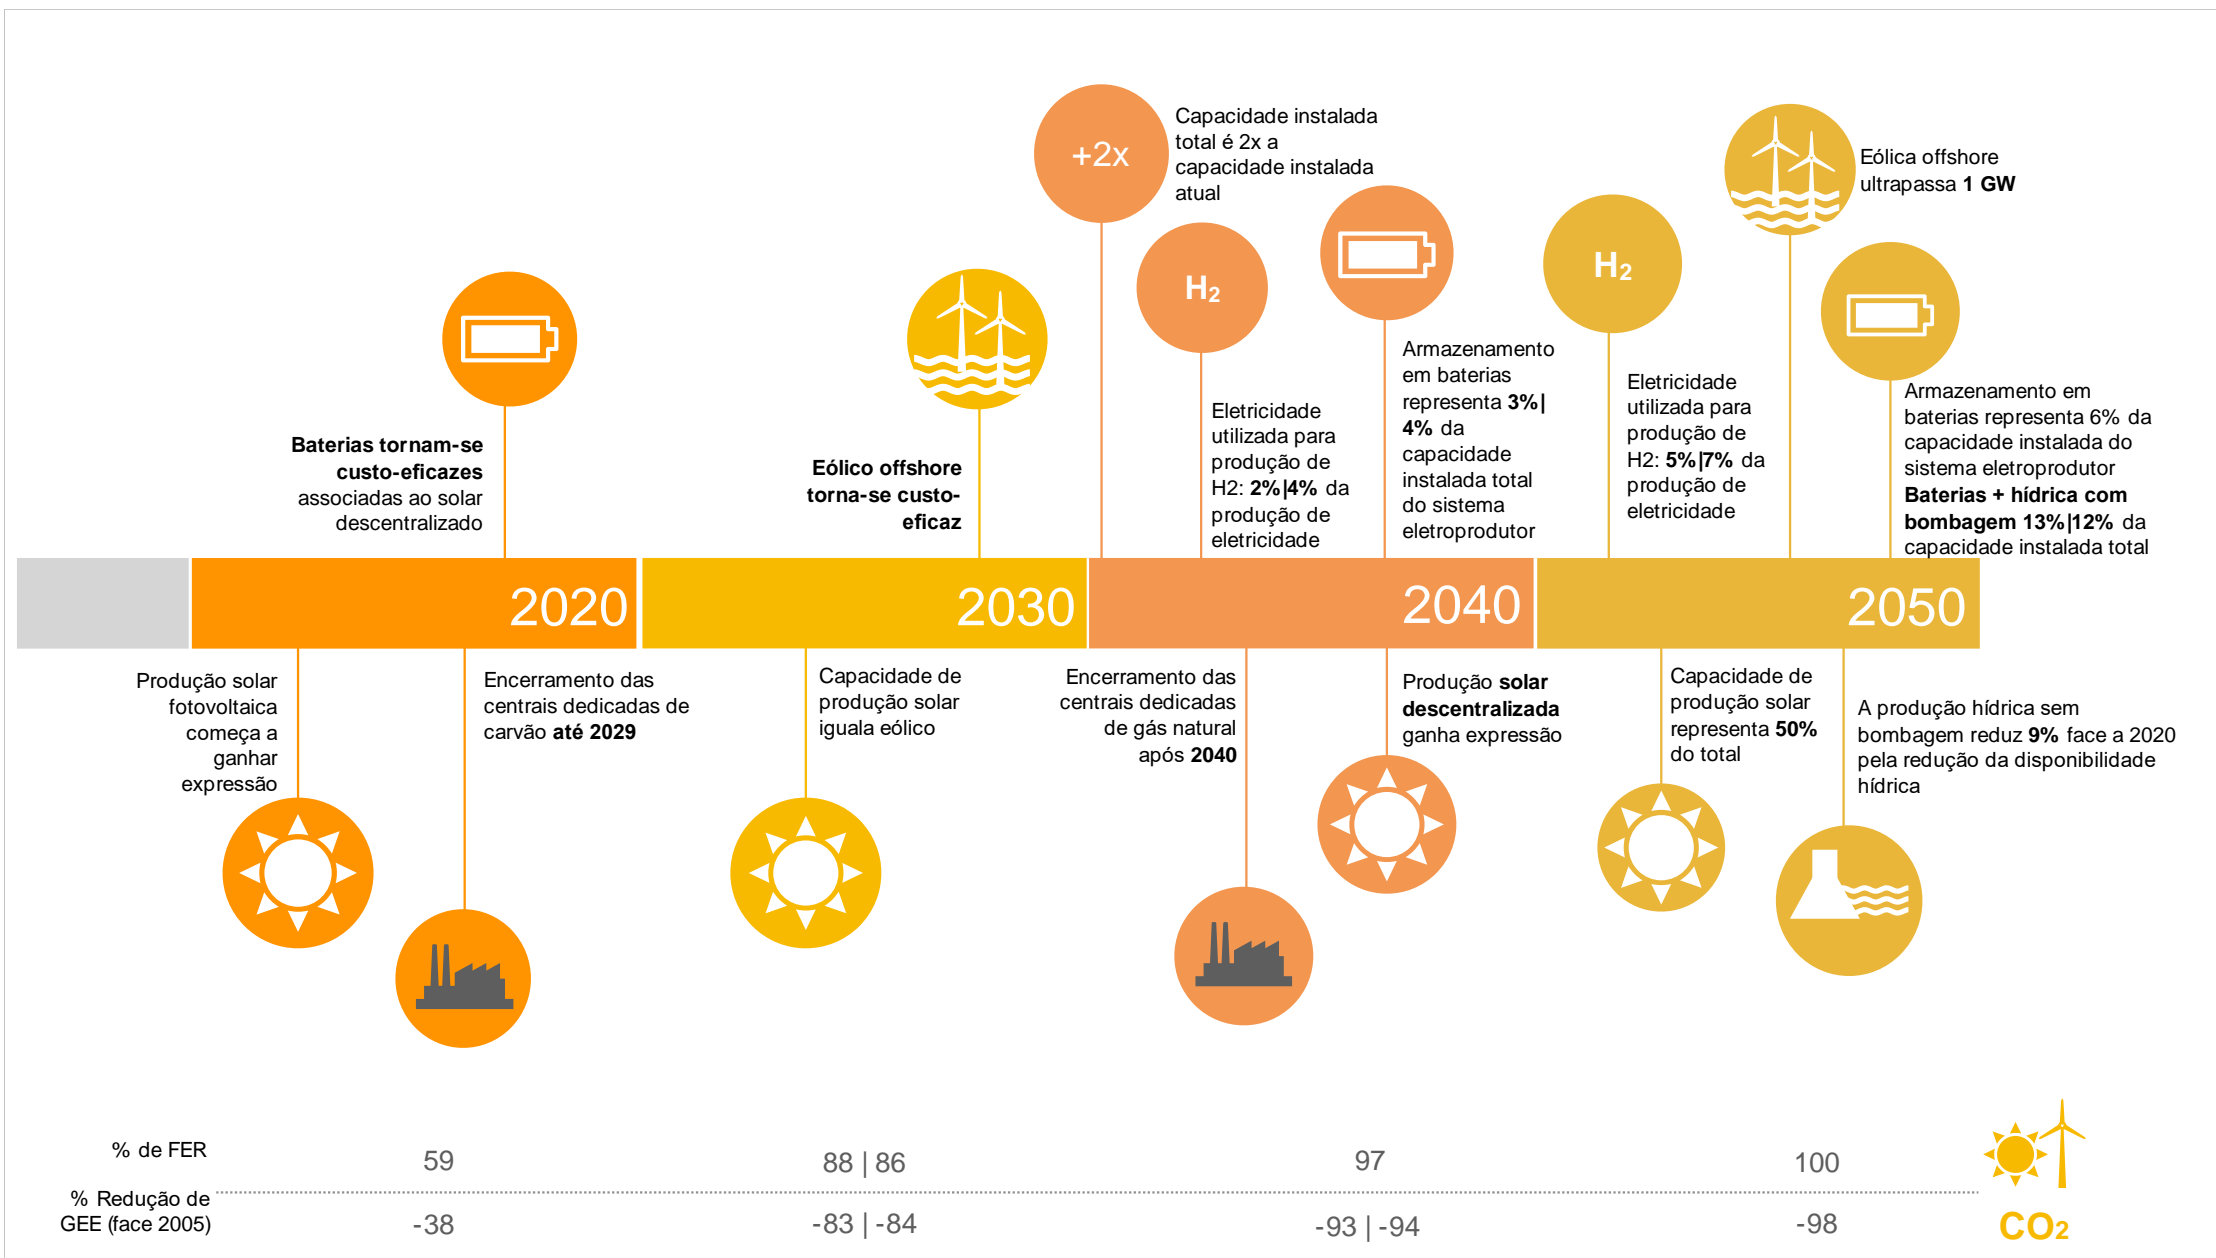 +2x
Capacidade instalada
total é 2x a
capacidade instalada
atual
H2
Armazenamento
em baterias
representa 3%|
4% da
capacidade
instalada total
do sistema
eletroprodutor
H2
Eólica offshore
ultrapassa 1 GW
Baterias tornam-se
custo-eficazes
associadas ao solar
descentralizado
Eólico offshore
torna-se custo-
eficaz
Eletricidade
utilizada para
produção de
H2: 2%|4% da
produção de
eletricidade
Eletricidade
utilizada para
produção de
H2: 5%|7% da
produção de
eletricidade
Armazenamento em
baterias representa 6% da
capacidade instalada do
sistema eletroprodutor
Baterias + hídrica com
bombagem 13%|12% da
capacidade instalada total
2020
2030
2040
2050
Produção solar
fotovoltaica
começa a
ganhar
expressão
Encerramento das
centrais dedicadas de
carvão até 2029
Capacidade de
produção solar
iguala eólico
Encerramento das
centrais dedicadas
de gás natural
após 2040
Produção solar
descentralizada
ganha expressão
Capacidade de
produção solar
representa 50%
do total
A produção hídrica sem
bombagem reduz 9% face a 2020
pela redução da disponibilidade
hídrica
% de FER
59
88 | 86
97
100
% Redução de
GEE (face 2005)
-38
-83 | -84
-93 | -94
-98
CO2